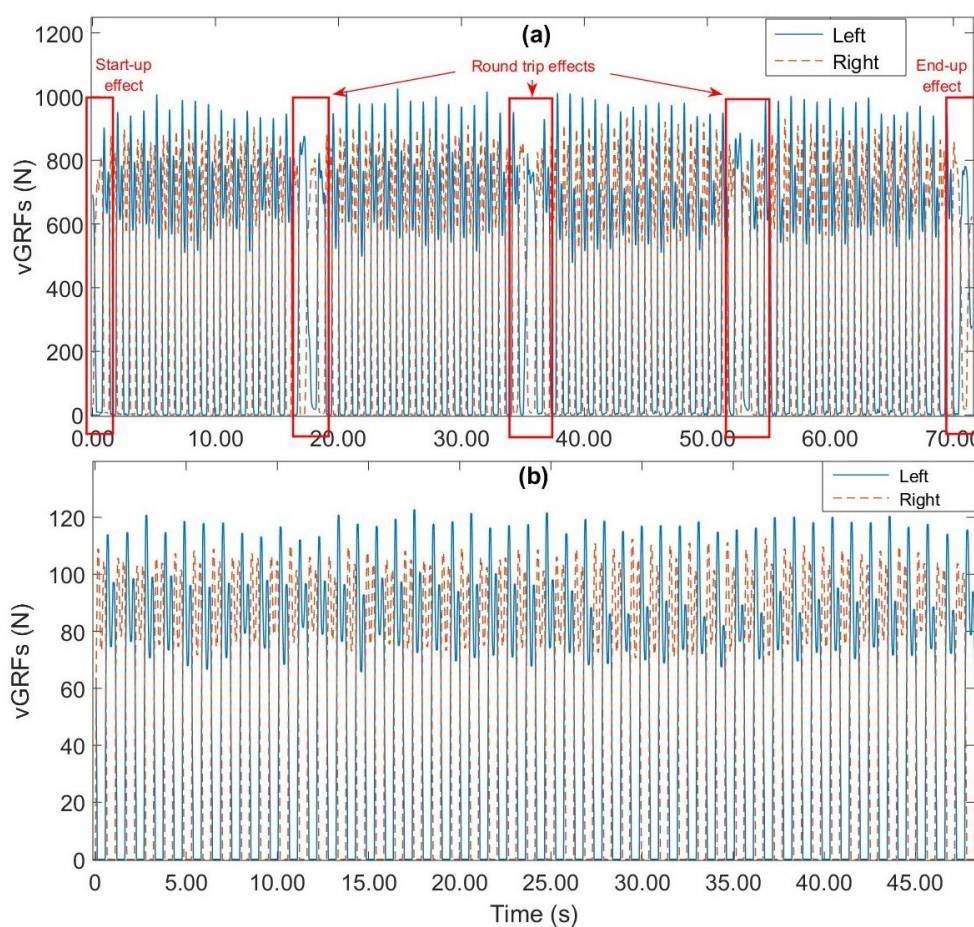 (a)
Left
Right
Start-up
effect
Round trip effects
End-up
effect
1250
1000
800
600
400
200
0
vGRFs (N)
0.00 10.00 20.00 30.00 40.00 50.00 60.00 70.00
(b)
Left
Right
120
100
80
60
40
20
0
vGRFs (N)
0 5.00 10.00 15.00 20.00 25.00 30.00 35.00 40.00 45.00
Time (s)